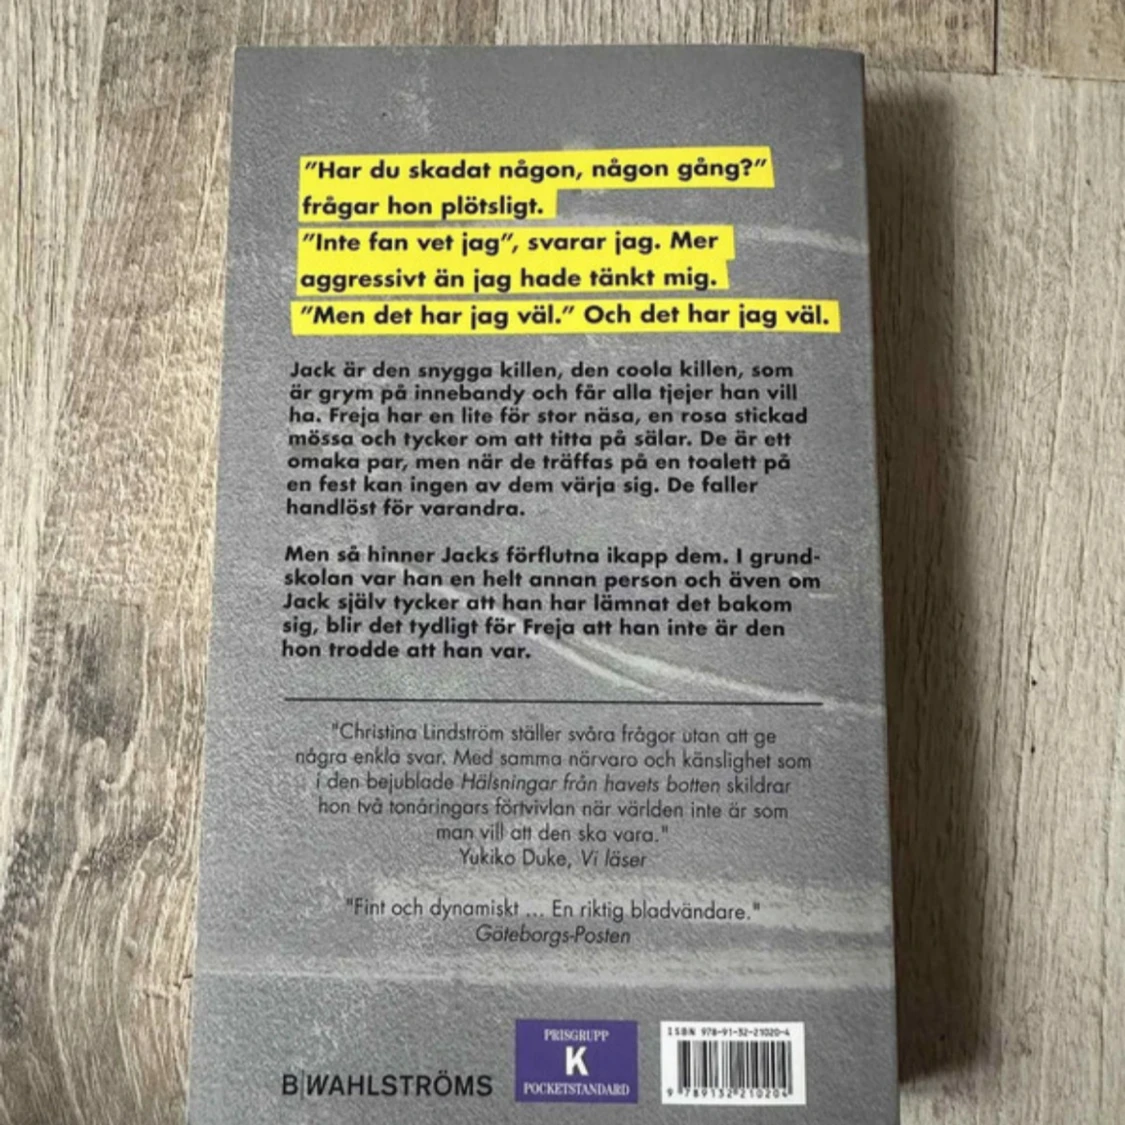 ”Har du skadat någon, någon gång?”
frågar hon plötsligt.
”Inte fan vet jag”, svarar jag. Mer
aggressivt än jag hade tänkt mig.
”Men det har jag väl.” Och det har jag väl.
Jack är den snygga killen, den coola killen, som
är grym på innebandy och får alla tjejer han vill
ha. Freja har en lite för stor näsa, en rosa stickad
mössa och tycker om att titta på sälar. De är ett
omaka par, men när de träffas på en toalett på
en fest kan ingen av dem värja sig. De faller
handlöst för varandra.
Men så hinner Jacks förflutna ikapp dem. I grund-
skolan var han en helt annan person och även om
Jack själv tycker att han har lämnat det bakom
sig, blir det tydligt för Freja att han inte är den
hon trodde att han var.
"Christina Lindström ställer svåra frågor utan att ge
några enkla svar. Med samma närvaro och känslighet som
i den bejublade Hälsningar från havets botten skildrar
hon två tonåringars förtvivlan när världen inte är som
man vill att den ska vara."
Yukiko Duke, Vi läser
"Fint och dynamiskt ... En riktig bladvändare."
Göteborgs-Posten
B|WAHLSTRÖMS
PRISGRUPP
K
POCKETSTANDARD
ISBN 978-91-32-21020-4
9 789132 210204